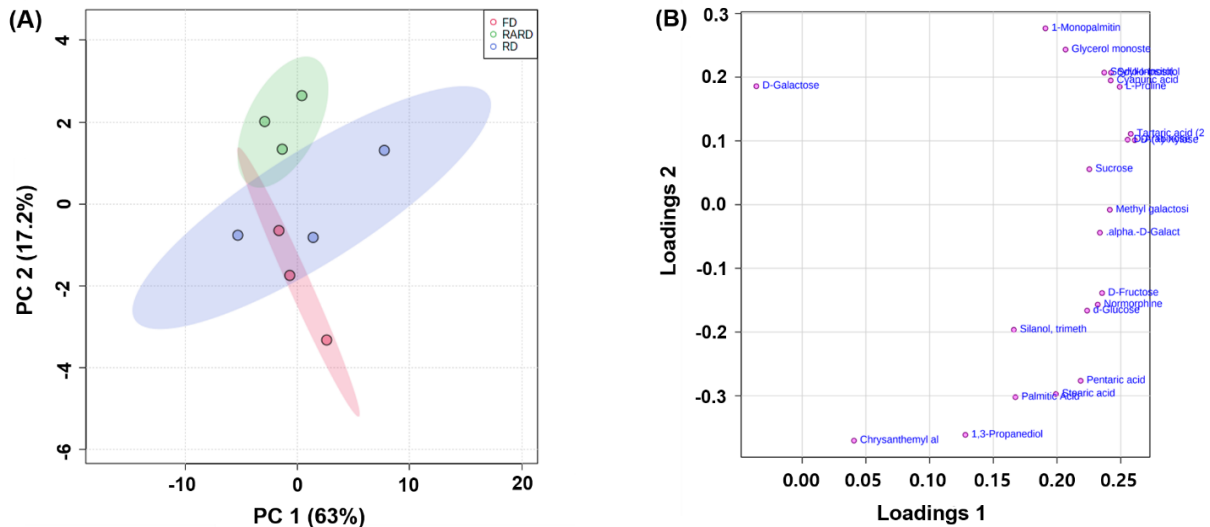 (A)
FD
RARD
RD
4
2
0
-2
-4
-6
-10
0
10
20
PC 2 (17.2%)
PC 1 (63%)
(B)
0.3
0.2
0.1
0.0
-0.1
-0.2
-0.3
0.00
0.05
0.10
0.15
0.20
0.25
Loadings 2
Loadings 1
1-Monopalmitin
Glycerol monoste
Cyanuric acid
L-Proline
D-Galactose
Tartaric acid (2
Sucrose
Methyl galactosi
.alpha.-D-Galact
D-Fructose
Normorphine
d-Glucose
Silanol, trimeth
Pentaric acid
Stearic acid
Palmitic Acid
1,3-Propanediol
Chrysanthemyl al